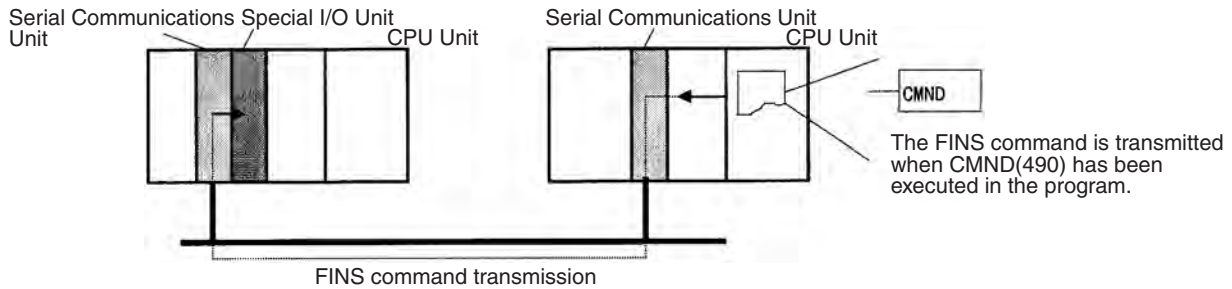 Serial Communications Special I/O Unit
Unit
CPU Unit
Serial Communications Unit
CPU Unit
CMND
The FINS command is transmitted
when CMND(490) has been
executed in the program.
FINS command transmission